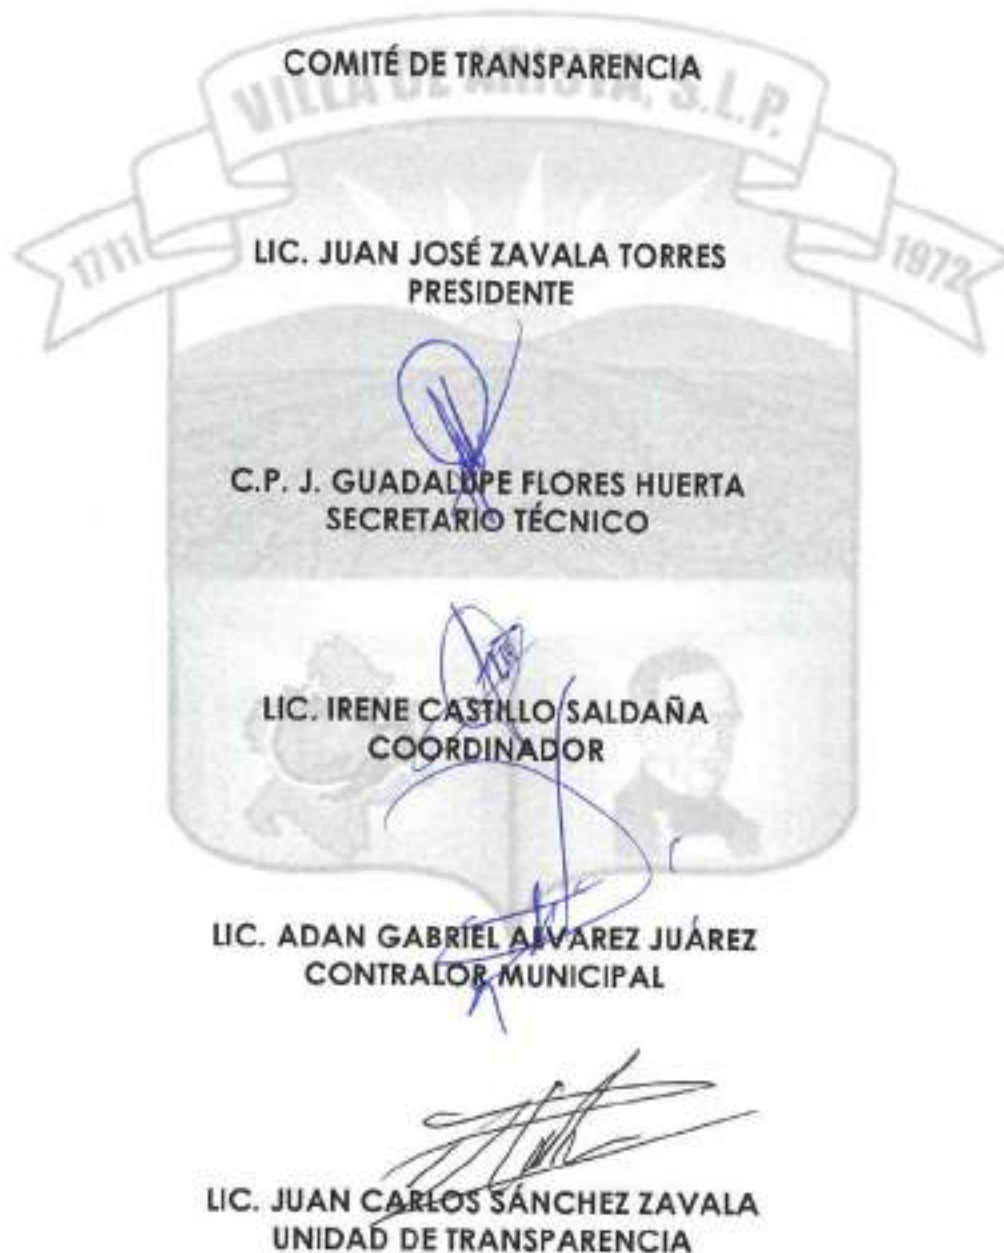 COMITÉ DE TRANSPARENCIA
VILLA DE ARISTA, S.L.P.
1711
1972
LIC. JUAN JOSÉ ZAVALA TORRES
PRESIDENTE
C.P. J. GUADALUPE FLORES HUERTA
SECRETARIO TÉCNICO
LIC. IRENE CASTILLO SALDAÑA
COORDINADOR
LIC. ADAN GABRIEL ALVAREZ JUÁREZ
CONTRALOR MUNICIPAL
LIC. JUAN CARLOS SÁNCHEZ ZAVALA
UNIDAD DE TRANSPARENCIA